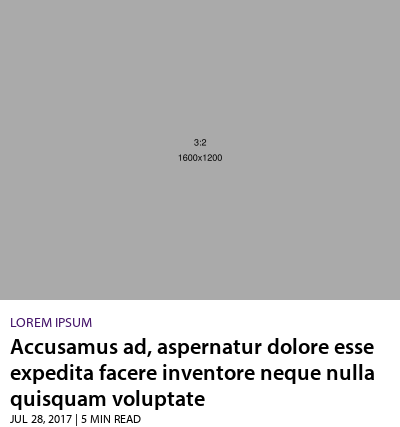 3:2
1600x1200
LOREM IPSUM
Accusamus ad, aspernatur dolore esse
expedita facere inventore neque nulla
quisquam voluptate
JUL 28, 2017 | 5 MIN READ